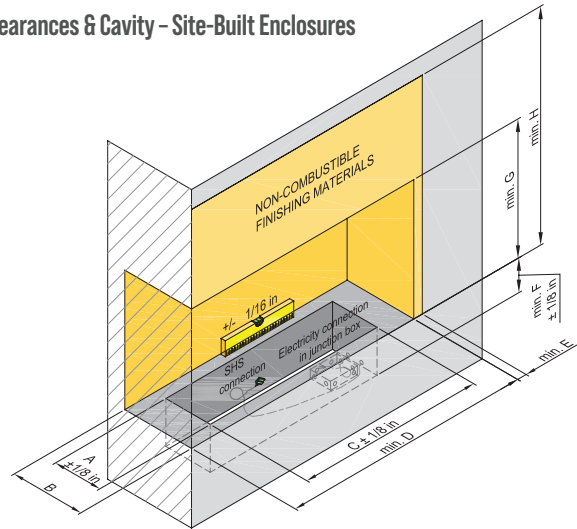 earances & Cavity – Site-Built Enclosures
NON-COMBUSTIBLE
FINISHING MATERIALS
min. H
min. G
min. F
± 1/8 in
min. E
+/- 1/16 in
SHS
connection
Electricity connection
in junction box
C ± 1/8 in
min. D
A
±1/8 in
B